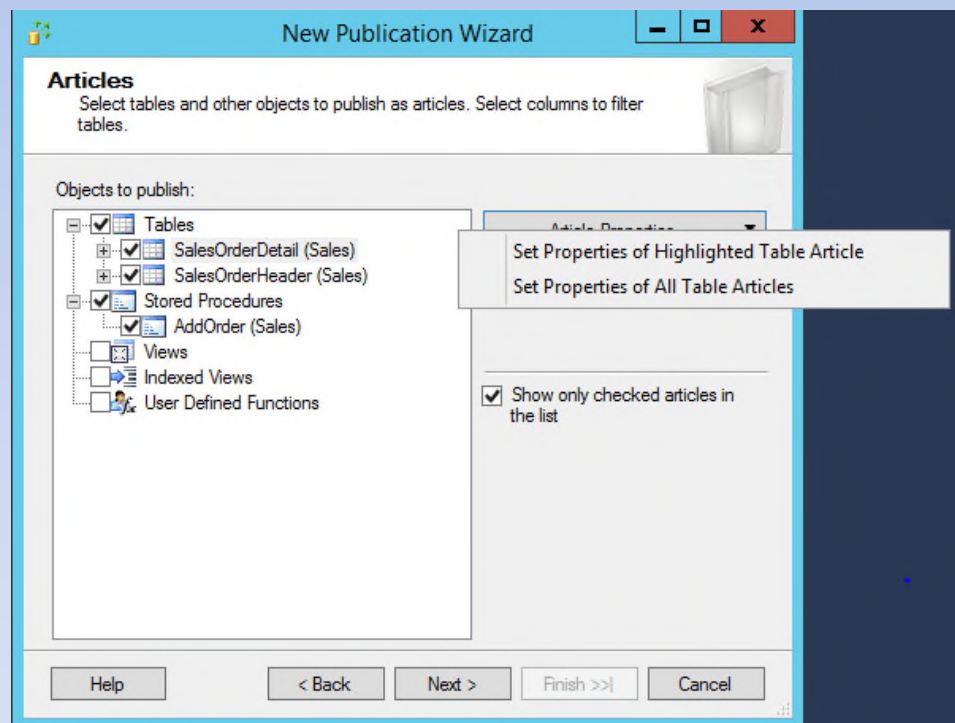 New Publication Wizard
Articles
Select tables and other objects to publish as articles. Select columns to filter
tables.
Objects to publish:
Tables
SalesOrderDetail (Sales)
SalesOrderHeader (Sales)
Stored Procedures
AddOrder (Sales)
Views
Indexed Views
User Defined Functions
Article Properties
Set Properties of Highlighted Table Article
Set Properties of All Table Articles
Show only checked articles in
the list
Help
< Back
Next >
Finish >>|
Cancel